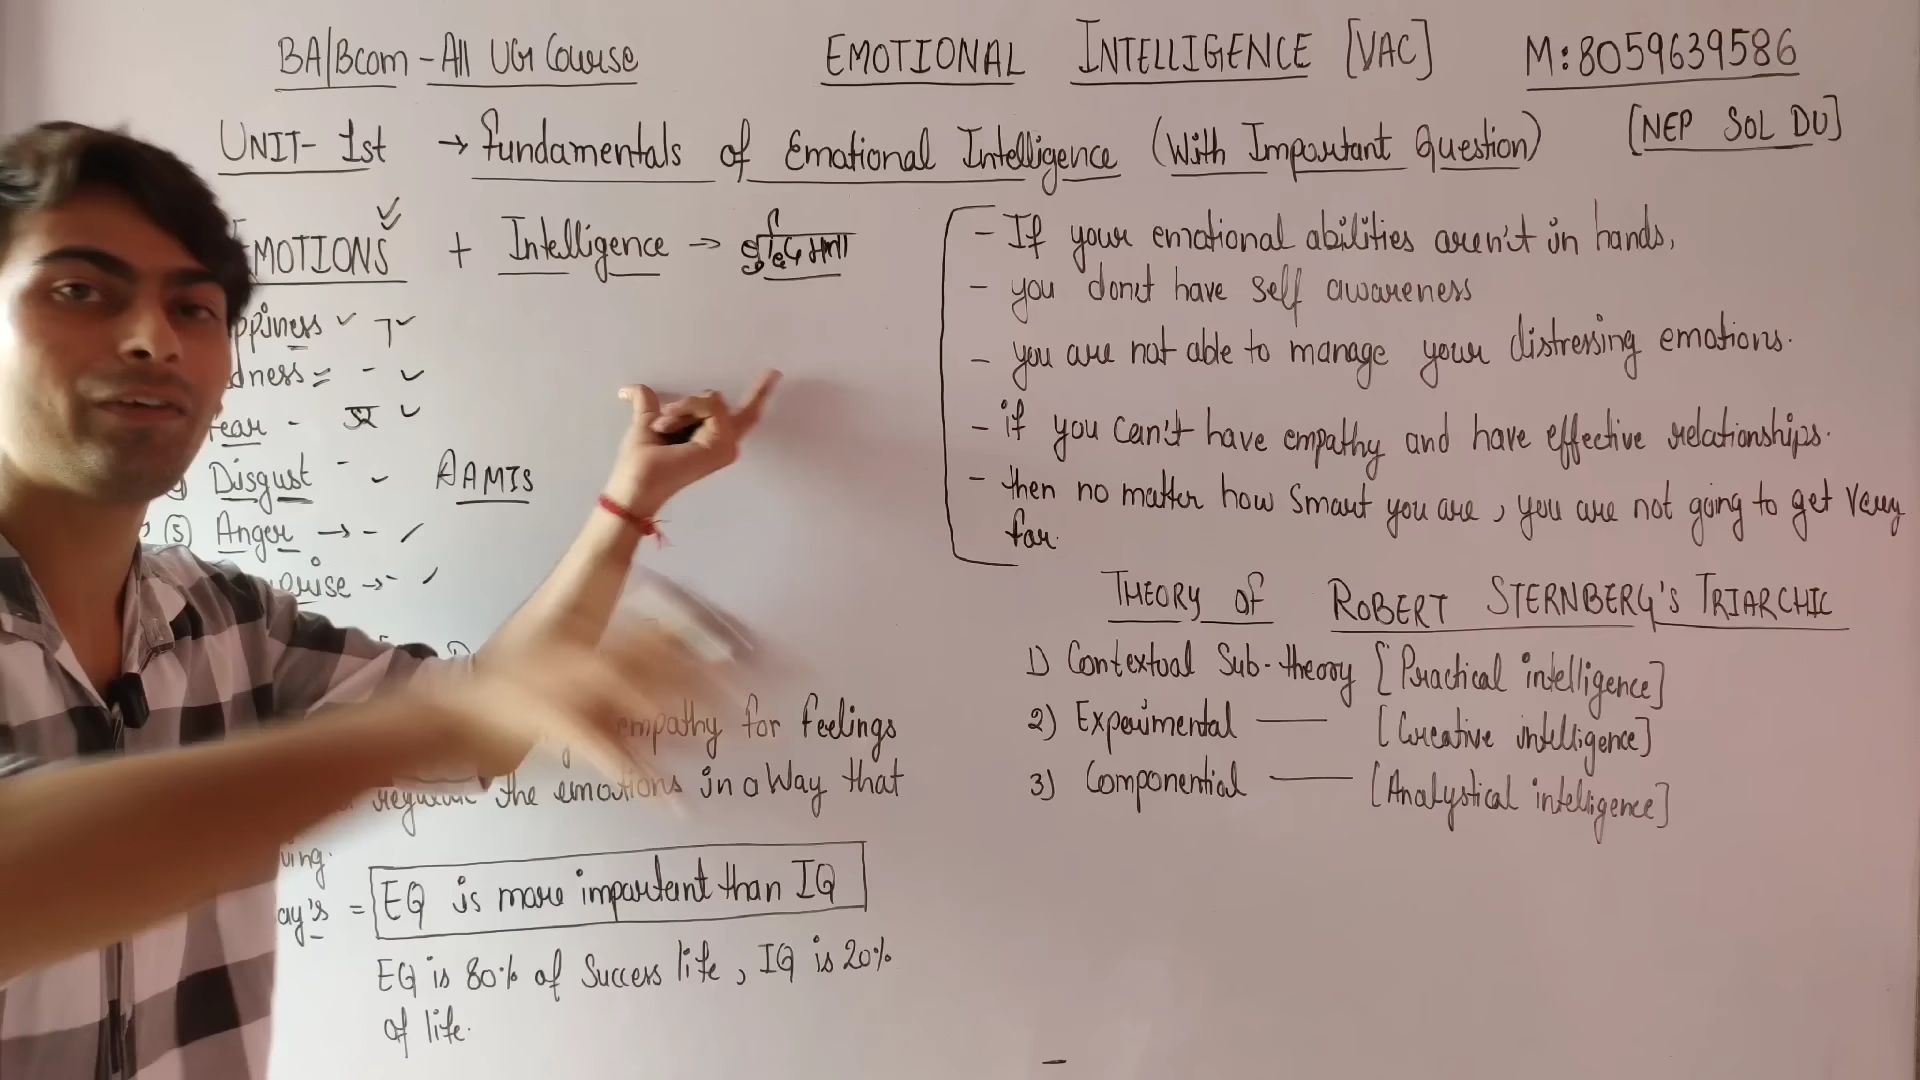 BA/Bcom - All UG Course
EMOTIONAL INTELLIGENCE [VAC]
M: 8059639586
[NEP SOL DU]
UNIT- 1st → Fundamentals of Emotional Intelligence (With Important Question)
EMOTIONS + Intelligence →
ppiness
dness
fear - डर
Disgust -
AAMIS
(5) Anger → -
ise → -
empathy for feelings
the emotions in a way that
ing.
ay's = EQ is more important than IQ
EQ is 80% of Success life, IQ is 20%
of life.
- If your emotional abilities aren't in hands,
- you don't have self awareness
- you are not able to manage your distressing emotions.
- if you can't have empathy and have effective relationships.
- then no matter how smart you are, you are not going to get very
far.
THEORY OF ROBERT STERNBERG'S TRIARCHIC
1) Contextual Sub-theory [Practical intelligence]
2) Experimental — [Creative intelligence]
3) Componential — [Analystical intelligence]